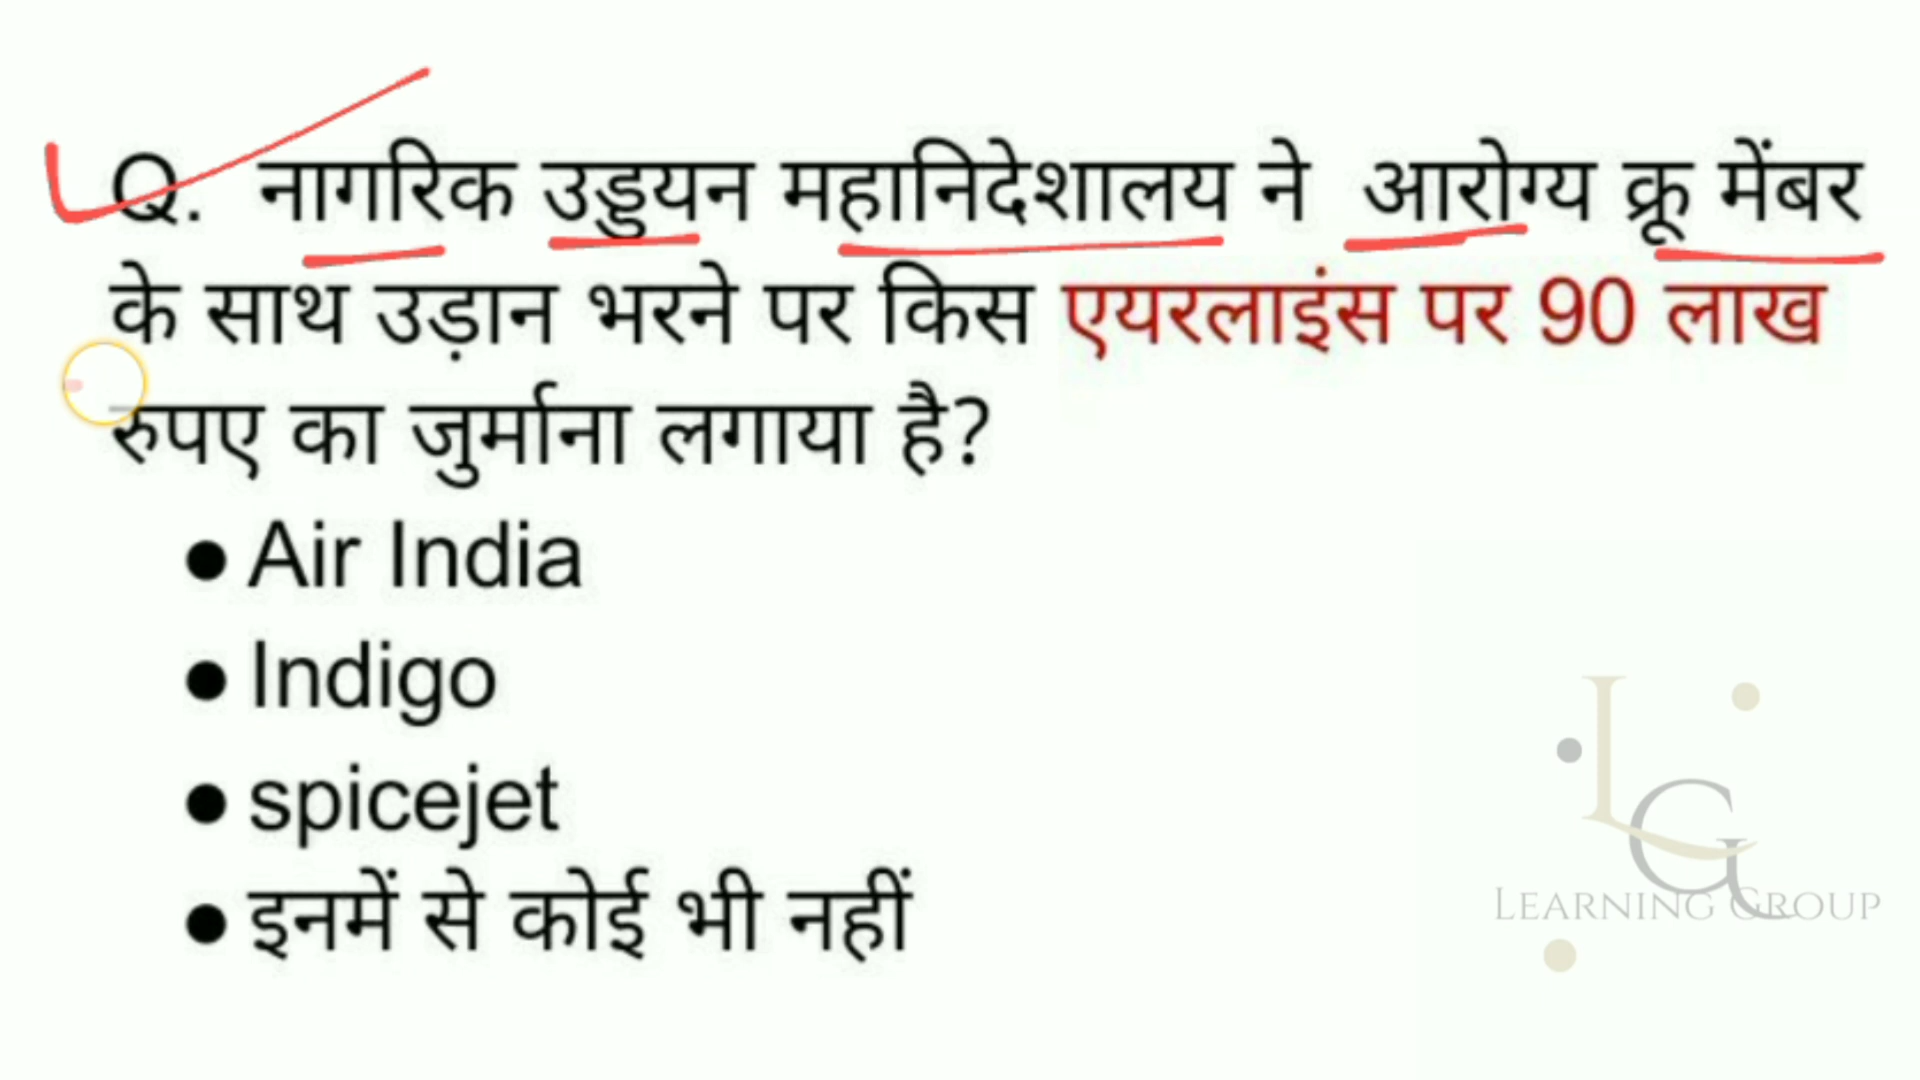 Q. नागरिक उड्डयन महानिदेशालय ने आरोग्य क्रू मेंबर
के साथ उड़ान भरने पर किस एयरलाइंस पर 90 लाख
रुपए का जुर्माना लगाया है?
● Air India
● Indigo
● spicejet
● इनमें से कोई भी नहीं
LG
LEARNING GROUP